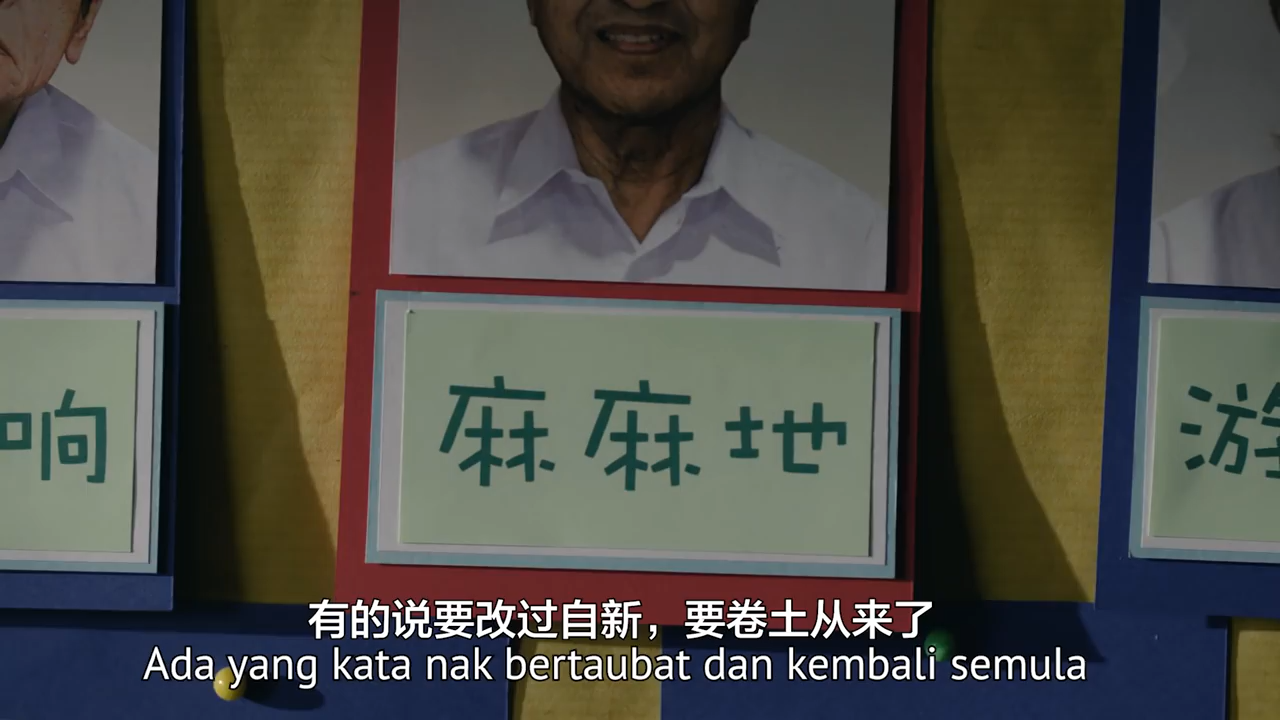 响
麻麻地
游
有的说要改过自新，要卷土从来了
Ada yang kata nak bertaubat dan kembali semula